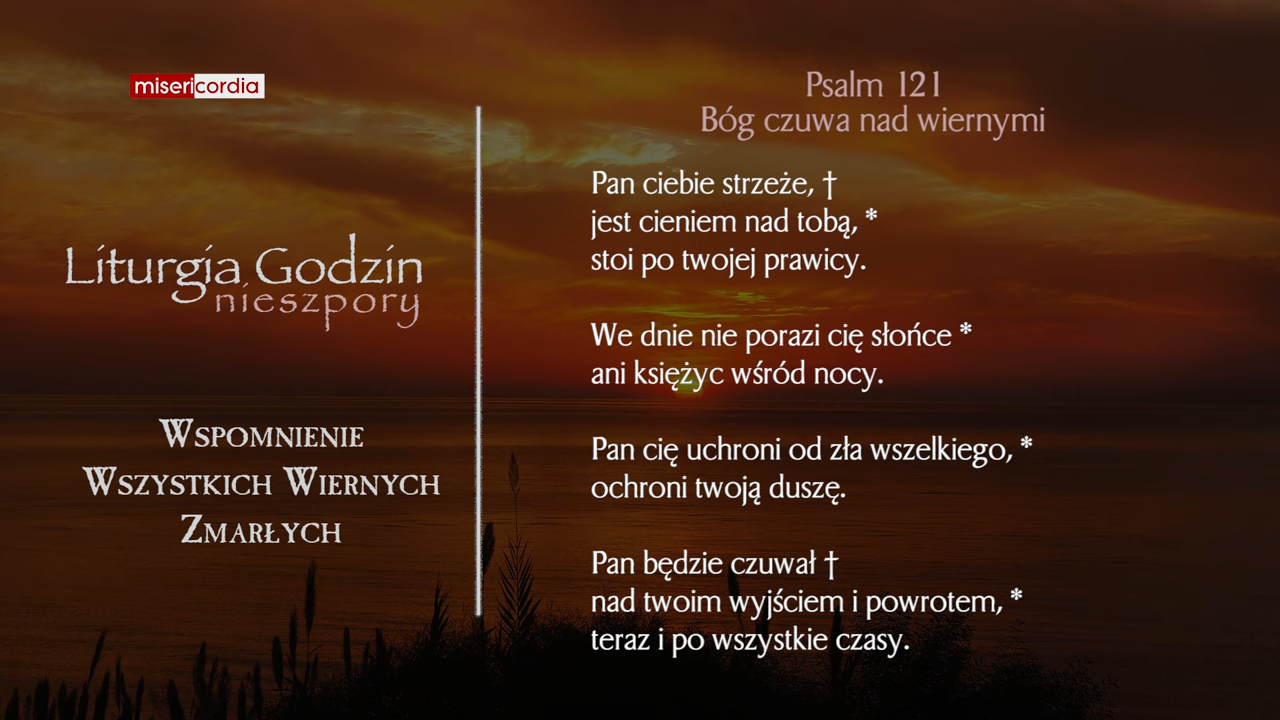 misericordia
Liturgia Godzin
nieszpory
Wspomnienie
Wszystkich Wiernych
Zmarłych
Psalm 121
Bóg czuwa nad wiernymi
Pan ciebie strzeże, †
jest cieniem nad tobą, *
stoi po twojej prawicy.
We dnie nie porazi cię słońce *
ani księżyc wśród nocy.
Pan cię uchroni od zła wszelkiego, *
ochroni twoją duszę.
Pan będzie czuwał †
nad twoim wyjściem i powrotem, *
teraz i po wszystkie czasy.